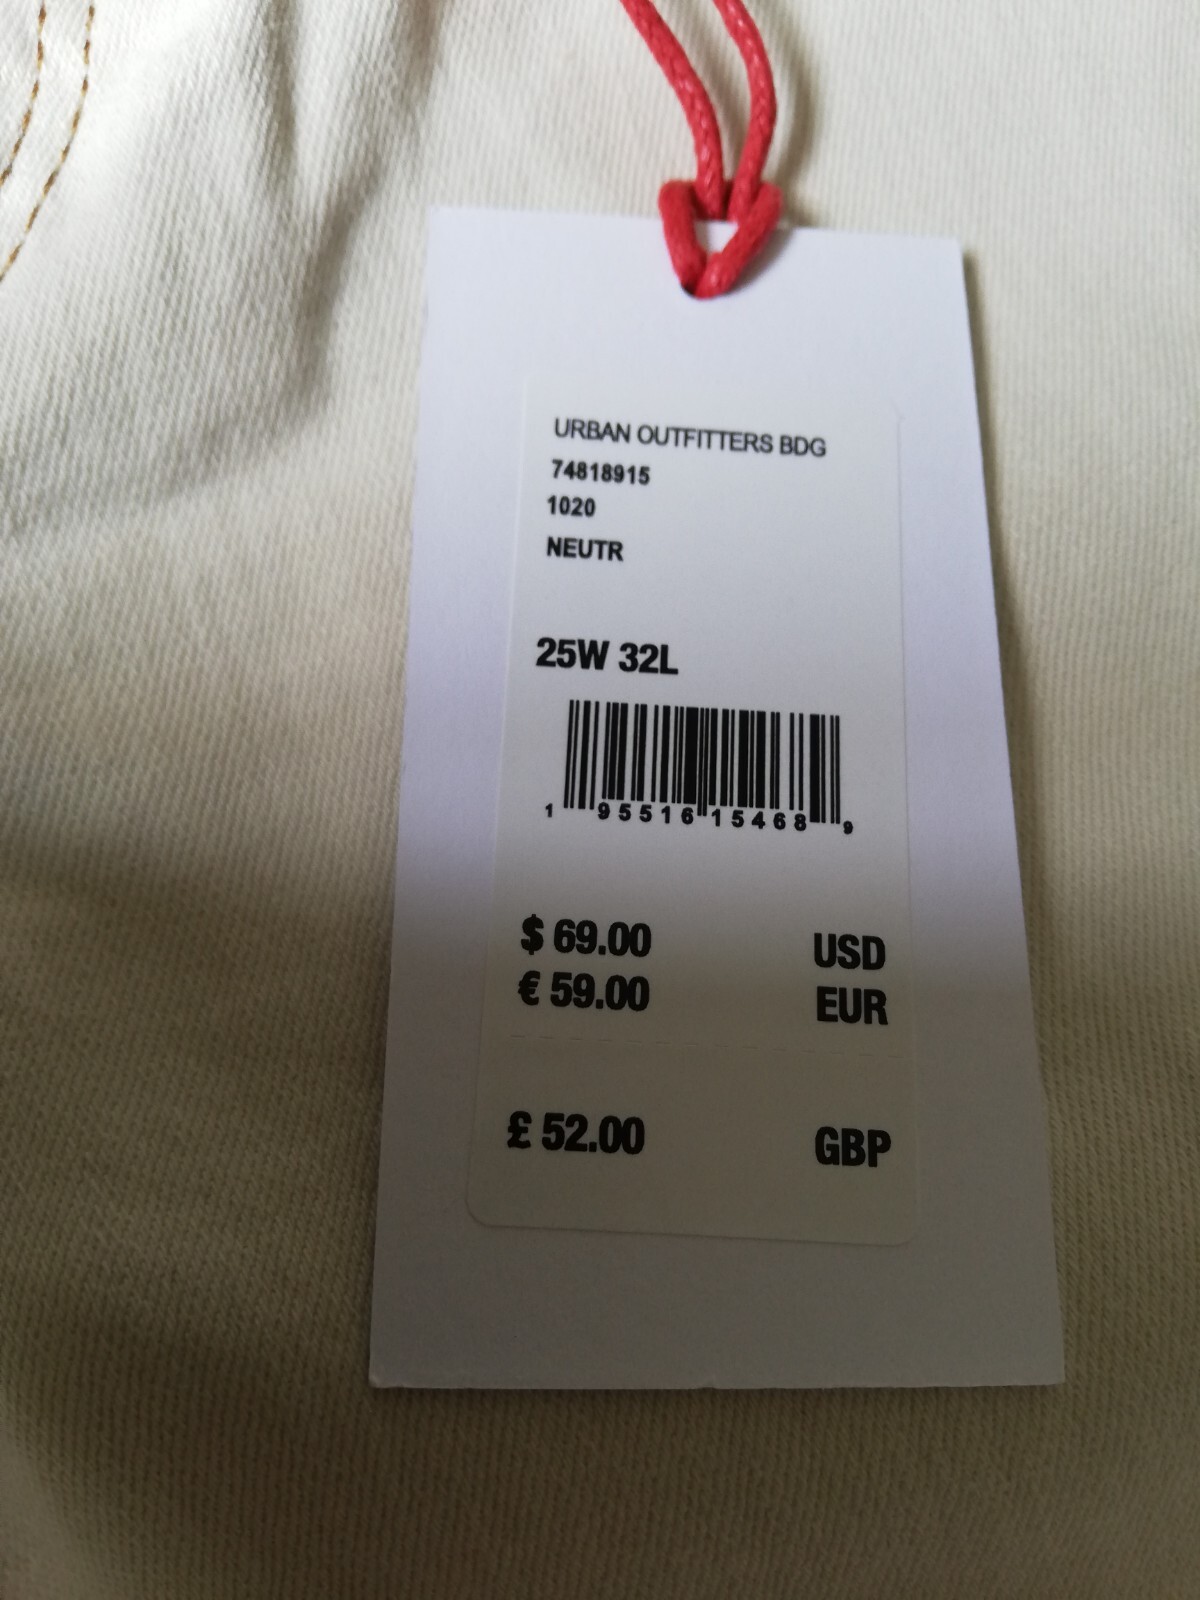 URBAN OUTFITTERS BDG
74818915
1020
NEUTR
25W 32L
1 95516 15468 9
$ 69.00 USD
€ 59.00 EUR
£ 52.00 GBP